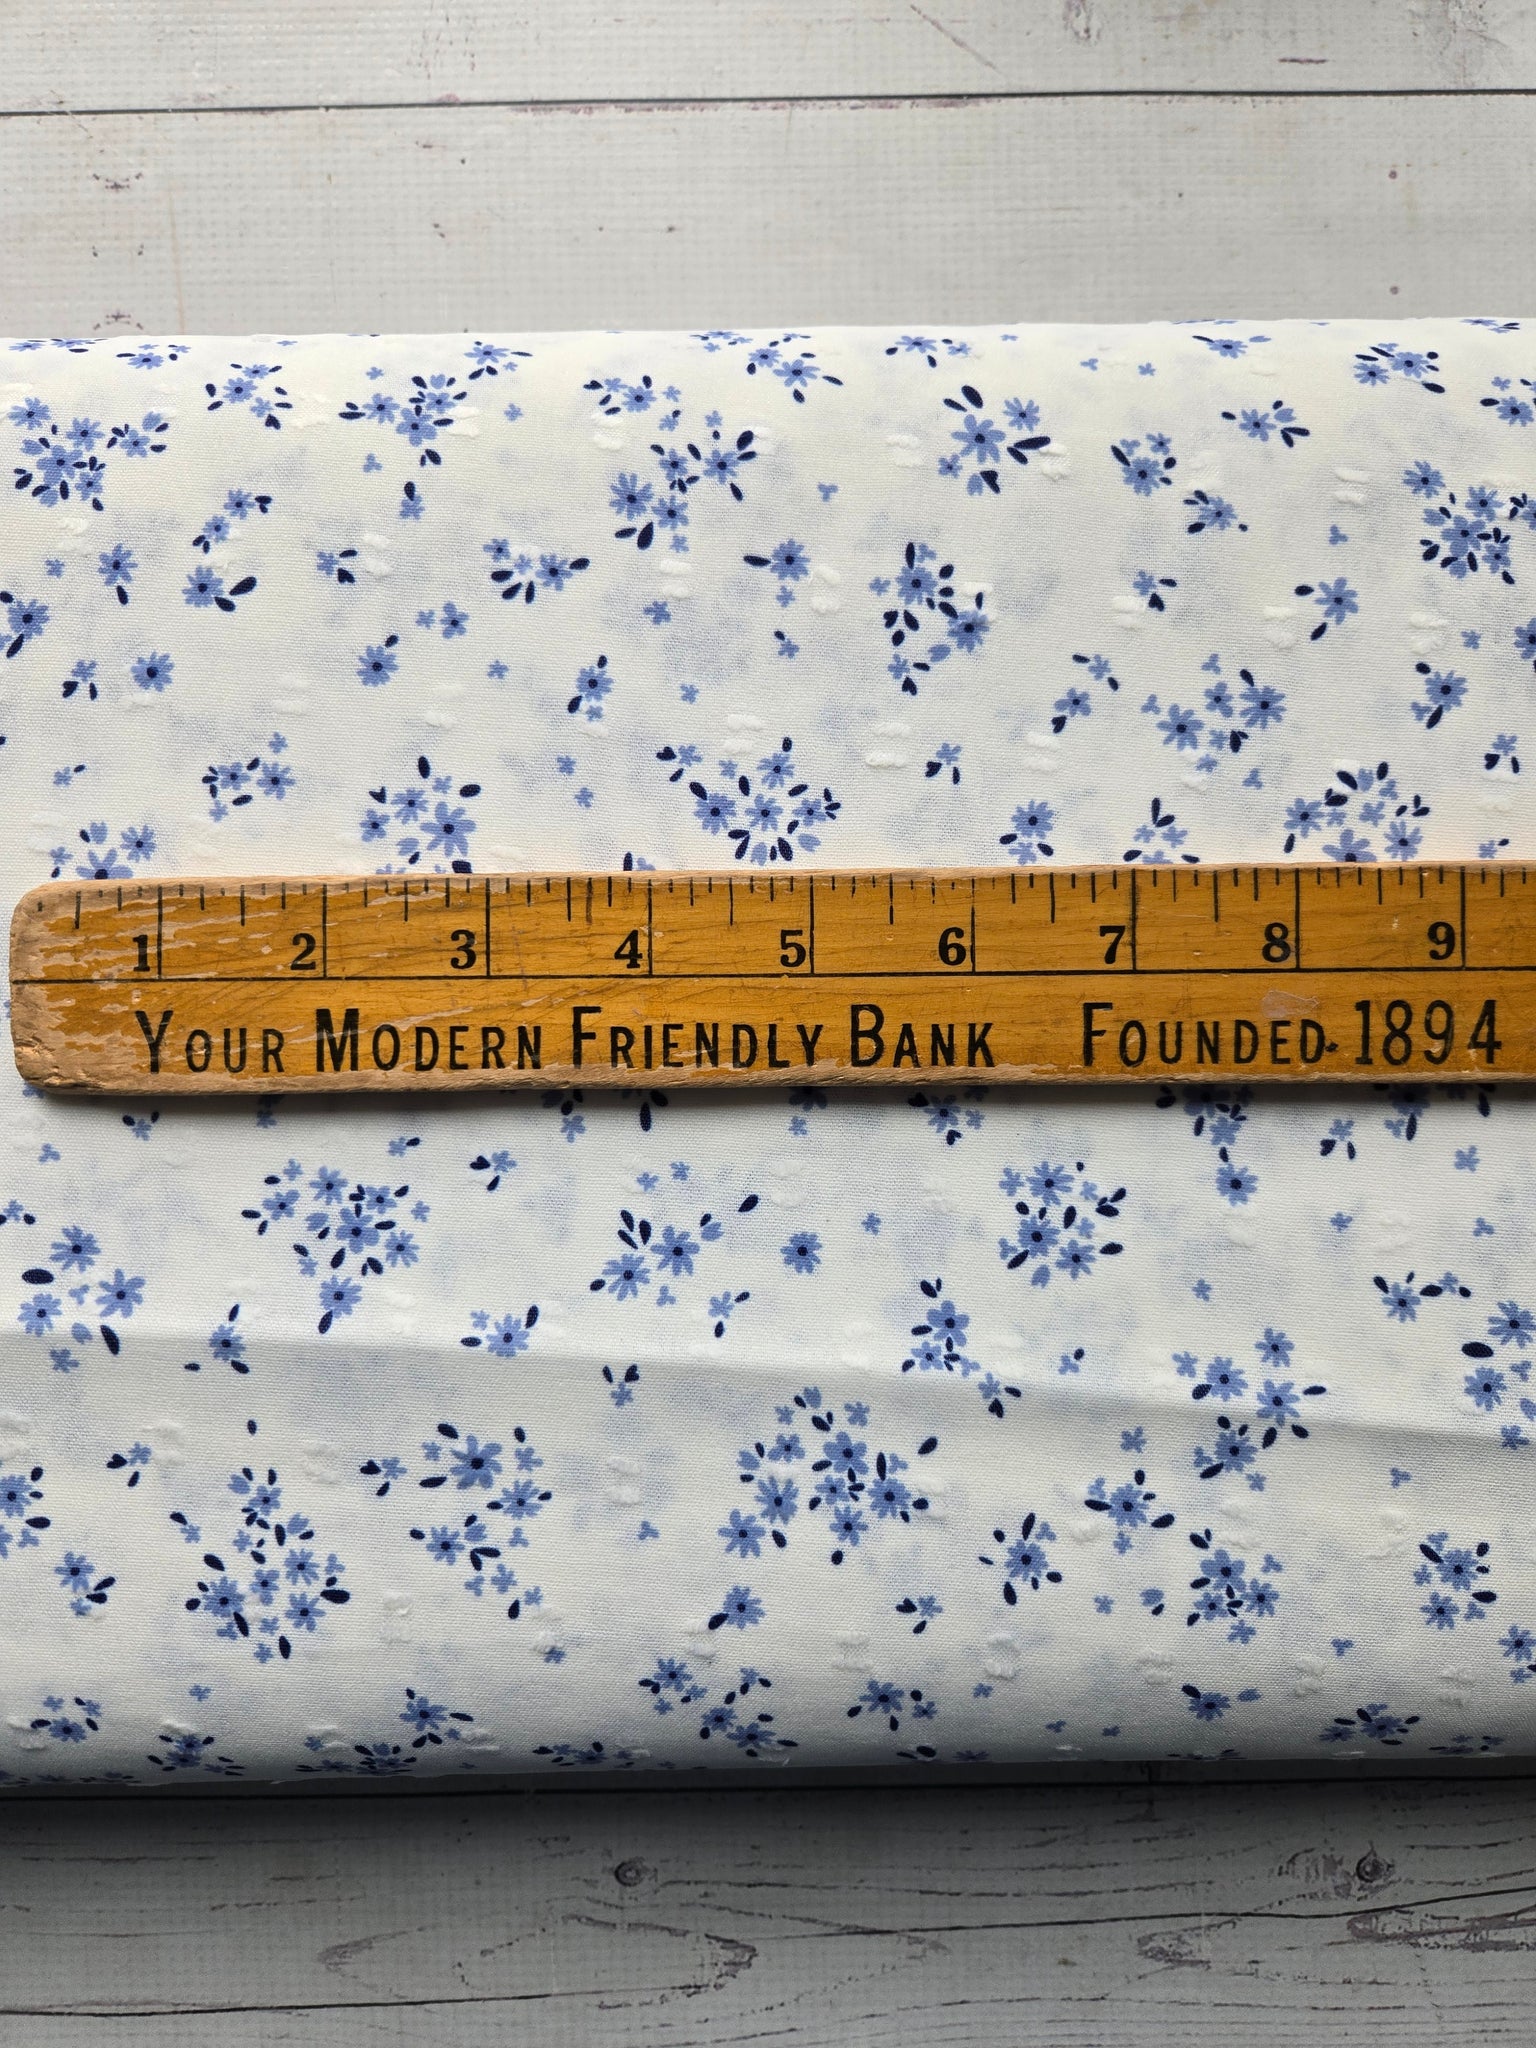 1 2 3 4 5 6 7 8 9
YOUR MODERN FRIENDLY BANK FOUNDED 1894